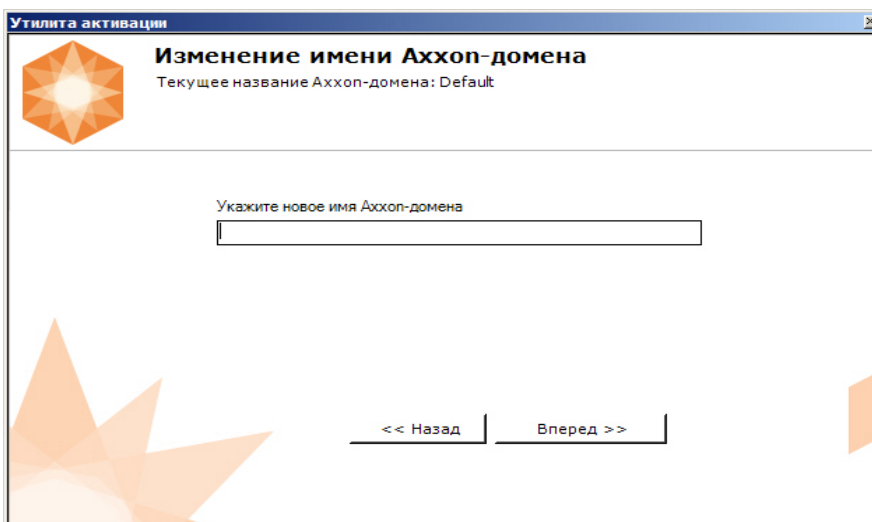 Утилита активации
Изменение имени Axxon-домена
Текущее название Axxon-домена: Default
Укажите новое имя Axxon-домена
<< Назад
Вперед >>